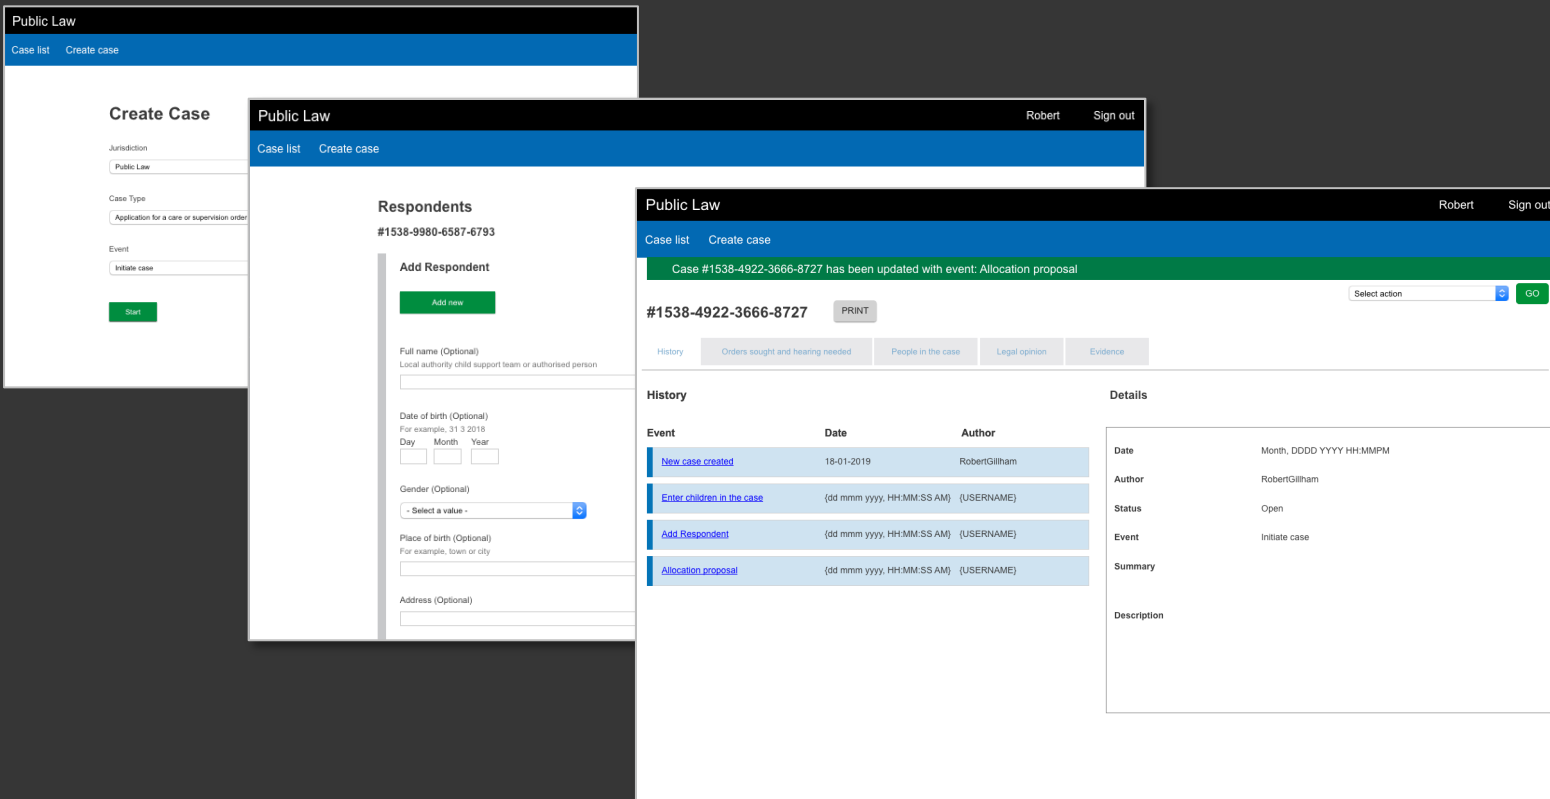 Public Law
Case list Create case
Create Case
Jurisdiction
Public Law
Case Type
Application for a care or supervision order
Event
Initiate case
Start
Public Law Robert Sign out
Case list Create case
Respondents
#1538-9980-6587-6793
Add Respondent
Add new
Full name (Optional)
Local authority child support team or authorised person
Date of birth (Optional)
For example, 31 3 2018
Day Month Year
Gender (Optional)
- Select a value -
Place of birth (Optional)
For example, town or city
Address (Optional)
Public Law Robert Sign out
Case list Create case
Case #1538-4922-3666-8727 has been updated with event: Allocation proposal
Select action GO
#1538-4922-3666-8727 PRINT
History Orders sought and hearing needed People in the case Legal opinion Evidence
History
Event Date Author
New case created 18-01-2019 RobertGillham
Enter children in the case {dd mmm yyyy, HH:MM:SS AM} {USERNAME}
Add Respondent {dd mmm yyyy, HH:MM:SS AM} {USERNAME}
Allocation proposal {dd mmm yyyy, HH:MM:SS AM} {USERNAME}
Details
Date Month, DDDD YYYY HH:MMPM
Author RobertGillham
Status Open
Event Initiate case
Summary
Description